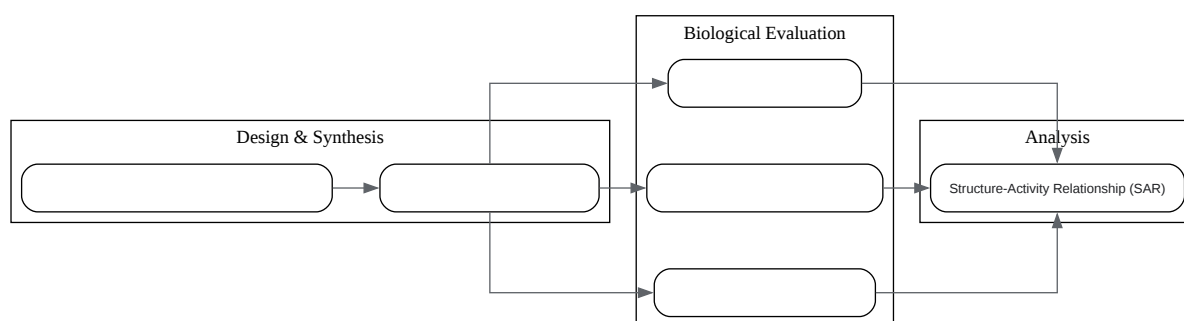 Biological Evaluation
Design & Synthesis
Analysis
Structure-Activity Relationship (SAR)